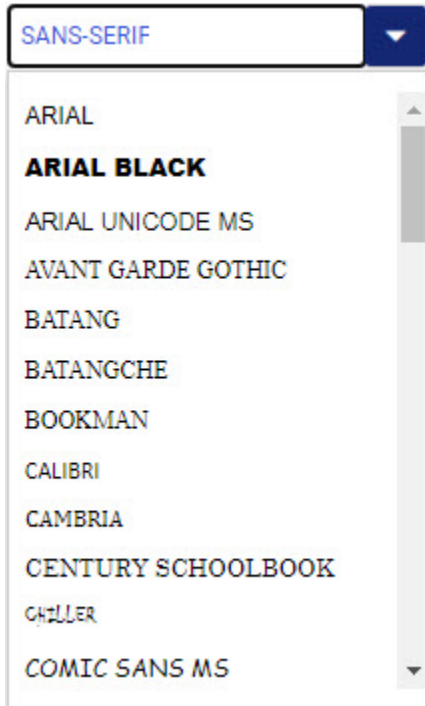 SANS-SERIF
ARIAL
ARIAL BLACK
ARIAL UNICODE MS
AVANT GARDE GOTHIC
BATANG
BATANGCHE
BOOKMAN
CALIBRI
CAMBRIA
CENTURY SCHOOLBOOK
CHILLER
COMIC SANS MS